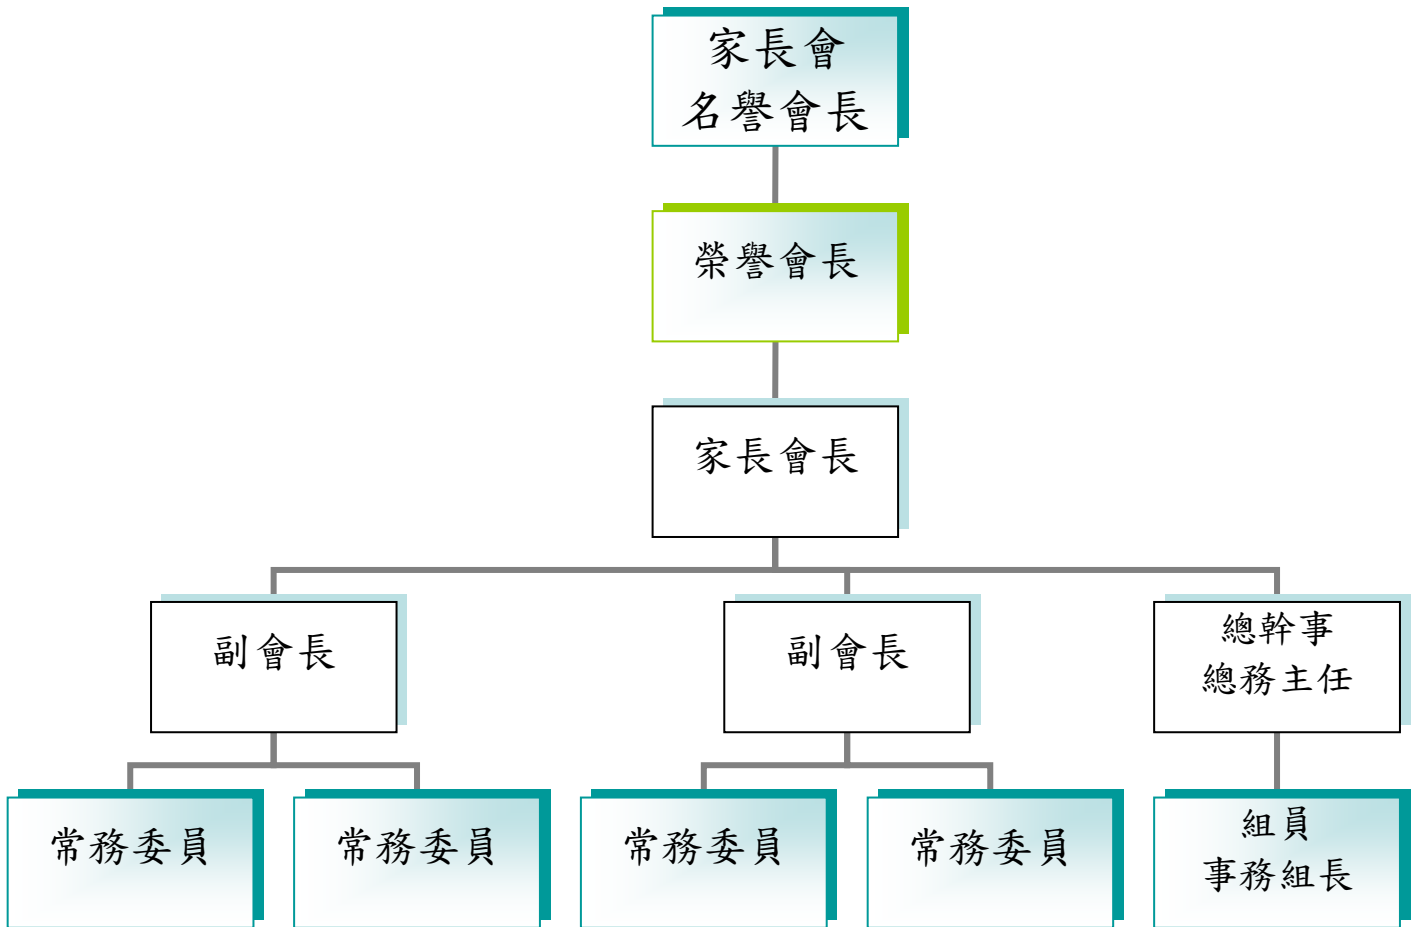 家長會
名譽會長
榮譽會長
家長會長
副會長
副會長
總幹事
總務主任
常務委員
常務委員
常務委員
常務委員
組員
事務組長